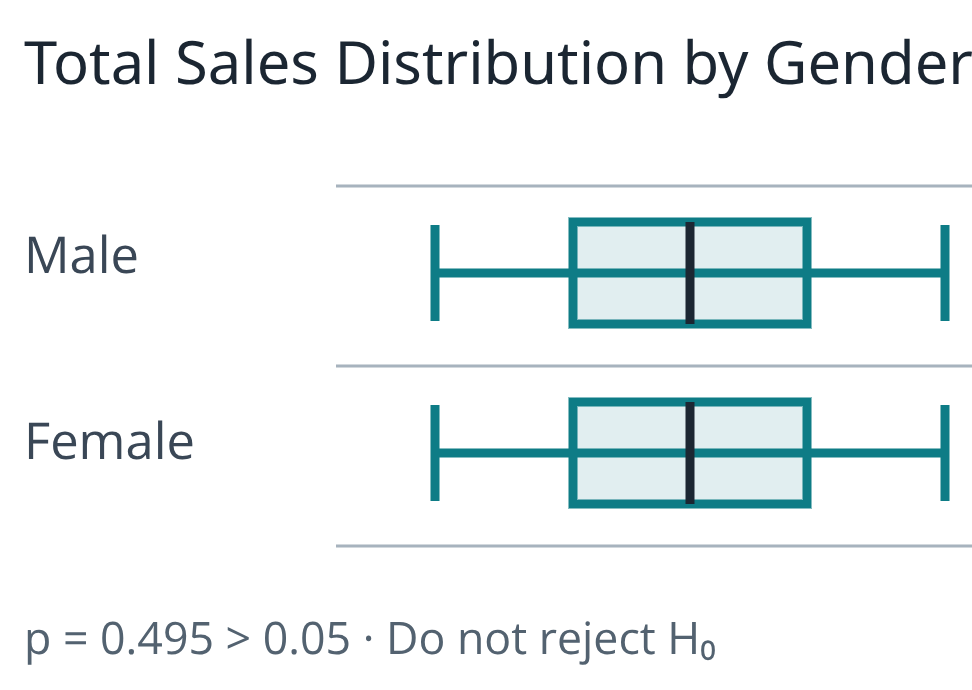 Total Sales Distribution by Gender
Male
Female
p = 0.495 > 0.05 · Do not reject H₀